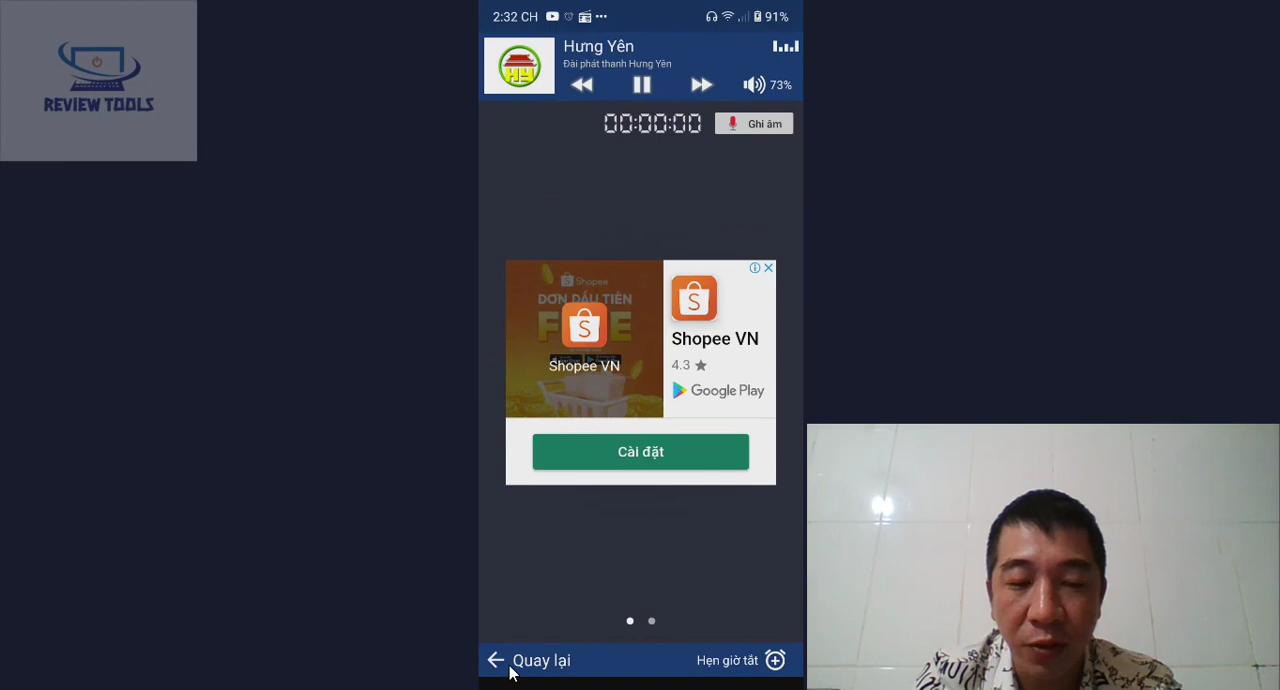 REVIEW TOOLS
2:32 CH
91%
Hưng Yên
Đài phát thanh Hưng Yên
73%
00:00:00
Ghi âm
HY
Shopee
ĐƠN ĐẦU TIÊN
FREE
Shopee VN
Shopee VN
4.3 ★
Google Play
Cài đặt
Quay lại
Hẹn giờ tắt